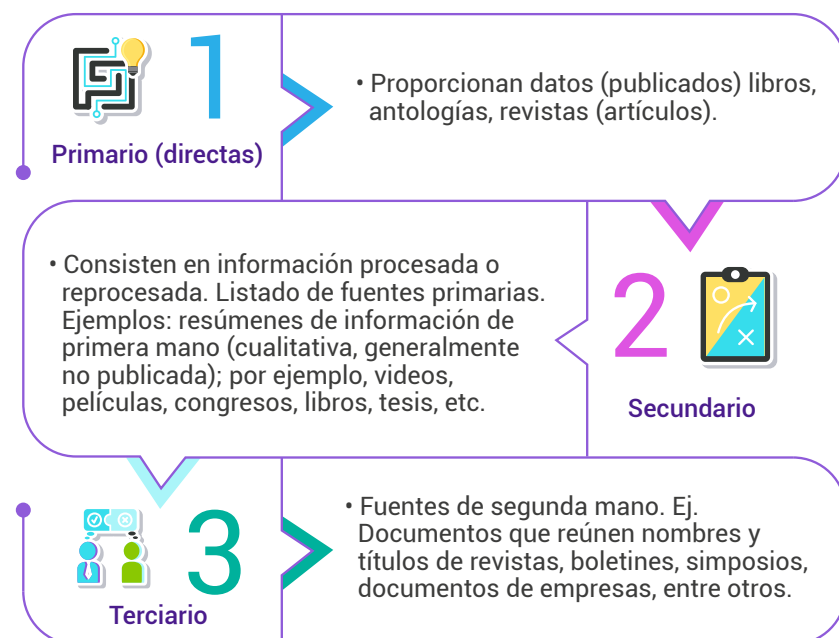 1
Primario (directas)
• Proporcionan datos (publicados) libros,
antologías, revistas (artículos).
• Consisten en información procesada o
reprocesada. Listado de fuentes primarias.
Ejemplos: resúmenes de información de
primera mano (cualitativa, generalmente
no publicada); por ejemplo, videos,
películas, congresos, libros, tesis, etc.
2
Secundario
3
Terciario
• Fuentes de segunda mano. Ej.
Documentos que reúnen nombres y
títulos de revistas, boletines, simposios,
documentos de empresas, entre otros.